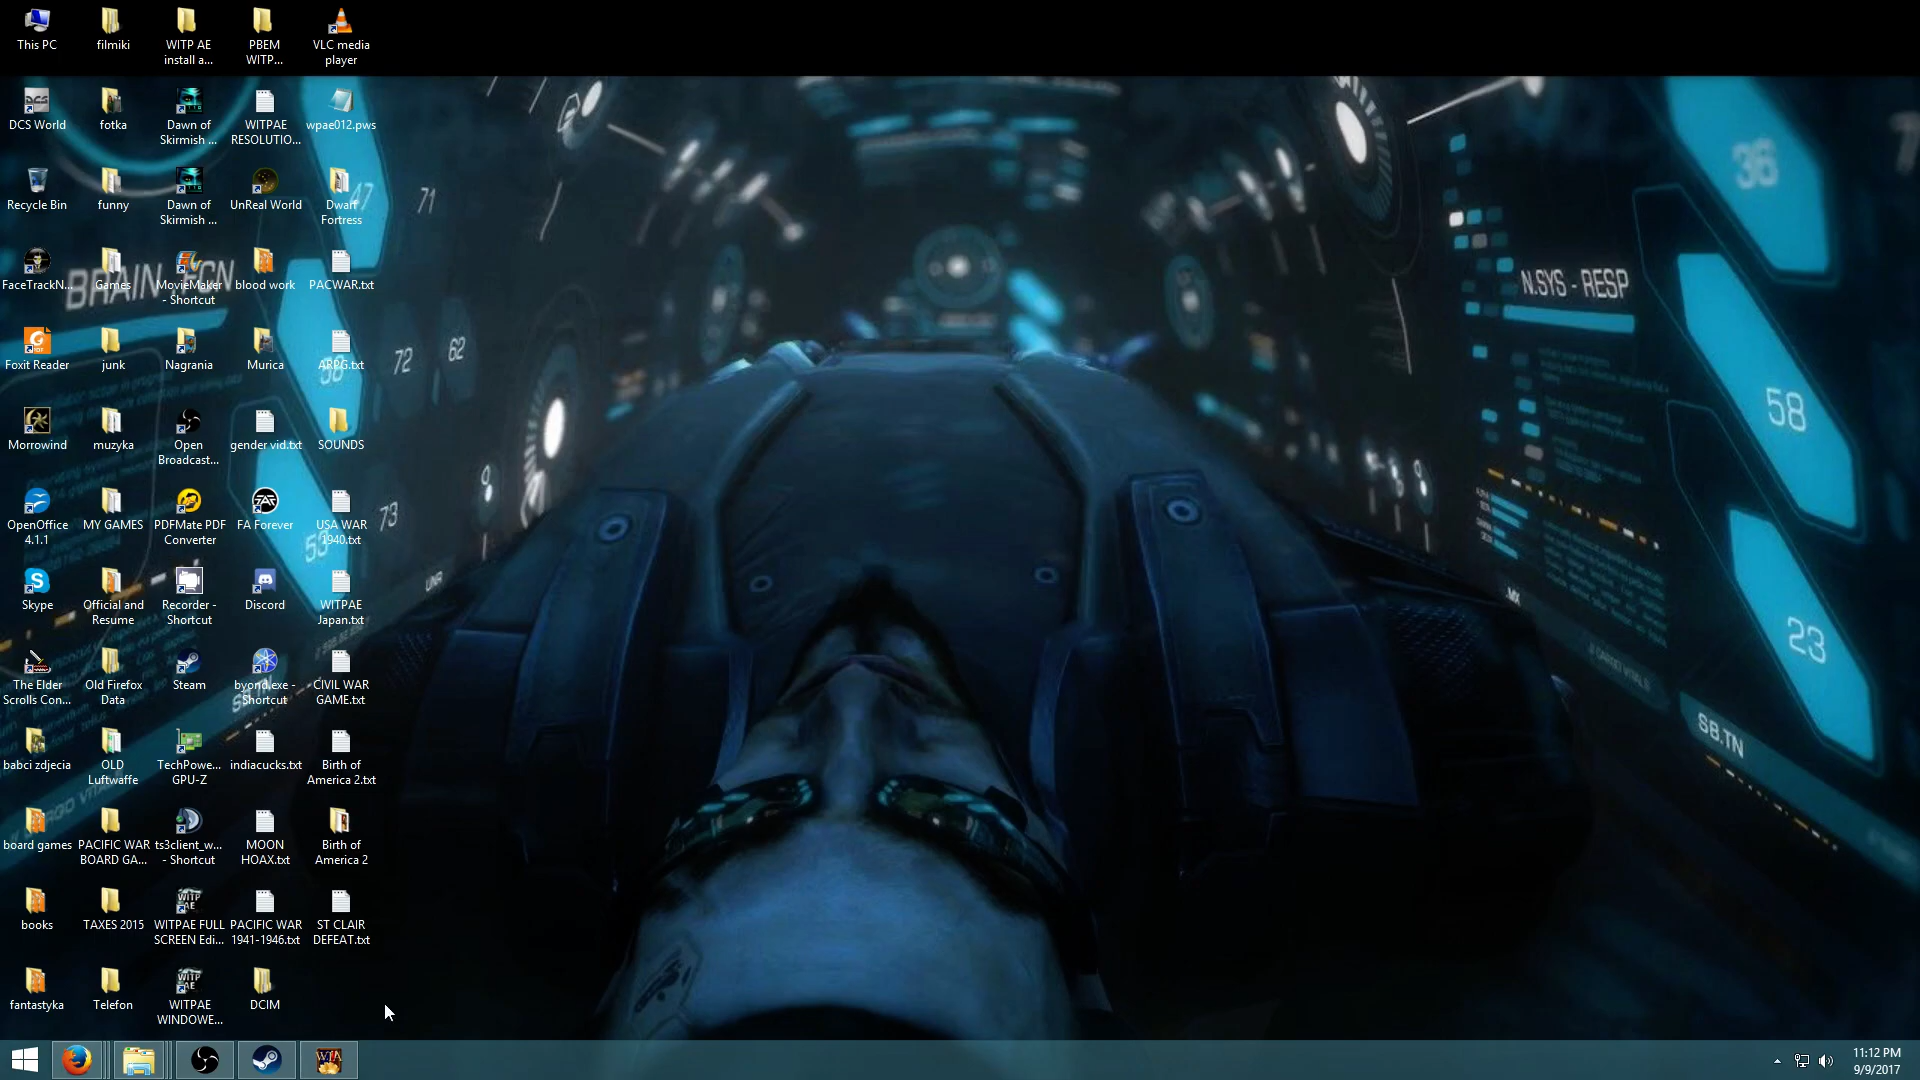 This PC
filmiki
WITP AE
install a...
PBEM
WITP...
VLC media
player
DCS World
fotka
Dawn of
Skirmish ...
WITPAE
RESOLUTIO...
wpae012.pws
Recycle Bin
funny
Dawn of
Skirmish ...
UnReal World
Dwarf
Fortress
FaceTrackN...
Games
MovieMaker
- Shortcut
blood work
PACWAR.txt
Foxit Reader
junk
Nagrania
Murica
ARPG.txt
Morrowind
muzyka
Open
Broadcast...
gender vid.txt
SOUNDS
OpenOffice
4.1.1
MY GAMES
PDFMate PDF
Converter
FA Forever
USA WAR
1940.txt
Skype
Official and
Resume
Recorder -
Shortcut
Discord
WITPAE
Japan.txt
The Elder
Scrolls Con...
Old Firefox
Data
Steam
byond.exe -
Shortcut
CIVIL WAR
GAME.txt
babci zdjecia
OLD
Luftwaffe
TechPowe...
GPU-Z
indiacucks.txt
Birth of
America 2.txt
board games
PACIFIC WAR
BOARD GA...
ts3client_w...
- Shortcut
MOON
HOAX.txt
Birth of
America 2
books
TAXES 2015
WITPAE FULL
SCREEN Edi...
PACIFIC WAR
1941-1946.txt
ST CLAIR
DEFEAT.txt
fantastyka
Telefon
WITPAE
WINDOWE...
DCIM
BRAIN FCN
47
71
72
62
73
53
9
UNR
36
N.SYS - RESP
58
23
.MX
SB.TN
11:12 PM
9/9/2017